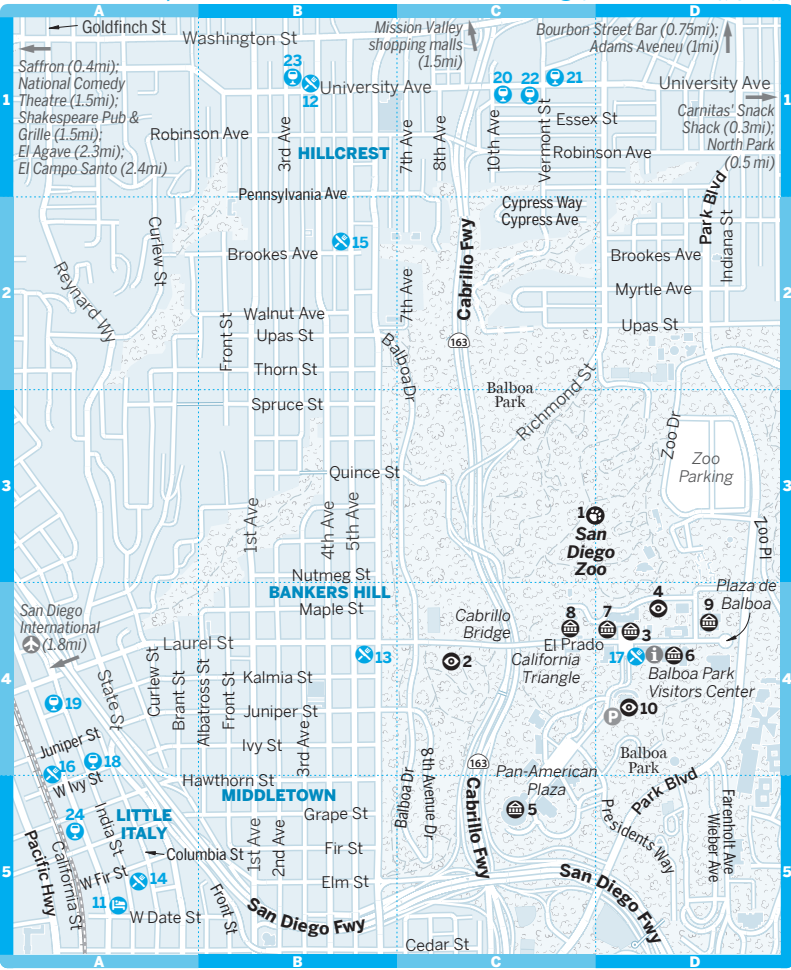 A
B
C
D
Goldfinch St
Washington St
Mission Valley
shopping malls
(1.5mi)
Bourbon Street Bar (0.75mi);
Adams Aveneu (1mi)
Saffron (0.4mi);
National Comedy
Theatre (1.5mi);
Shakespeare Pub &
Grille (1.5mi);
El Agave (2.3mi);
El Campo Santo (2.4mi)
23
12
University Ave
20
22
21
University Ave
1
1
Carnitas' Snack
Shack (0.3mi);
North Park
(0.5 mi)
Robinson Ave
3rd Ave
HILLCREST
7th Ave
8th Ave
10th Ave
Vermont St
Essex St
Robinson Ave
Pennsylvania Ave
Cypress Way
Cypress Ave
Park Blvd
Indiana St
Curlew St
Reynard Wy
Brookes Ave
15
Cabrillo Fwy
Brookes Ave
Myrtle Ave
2
2
7th Ave
Front St
Walnut Ave
Upas St
Upas St
163
Balboa Dr
Thorn St
Spruce St
Balboa
Park
Richmond St
Zoo Dr
Zoo
Parking
Quince St
3
3
1st Ave
4th Ave
5th Ave
1
San
Diego
Zoo
Zoo Pl
Nutmeg St
BANKERS HILL
Maple St
San Diego
International
(1.8mi)
Laurel St
Cabrillo
Bridge
8
7
4
3
9
Plaza de
Balboa
El Prado
13
2
California
Triangle
17
i
6
Balboa Park
Visitors Center
4
4
State St
Curlew St
Brant St
Albatross St
Front St
Kalmia St
Juniper St
3rd Ave
Ivy St
19
10
P
Juniper St
18
16
W Ivy St
Hawthorn St
MIDDLETOWN
Balboa Dr
8th Avenue Dr
163
Cabrillo Fwy
Pan-American
Plaza
5
Balboa
Park
Park Blvd
Presidents Way
Farenholt Ave
Wieber Ave
24
India St
LITTLE
ITALY
Grape St
Columbia St
1st Ave
2nd Ave
Fir St
Elm St
5
5
Pacific Hwy
California St
W Fir St
14
11
W Date St
Front St
San Diego Fwy
San Diego Fwy
Cedar St
A
B
C
D